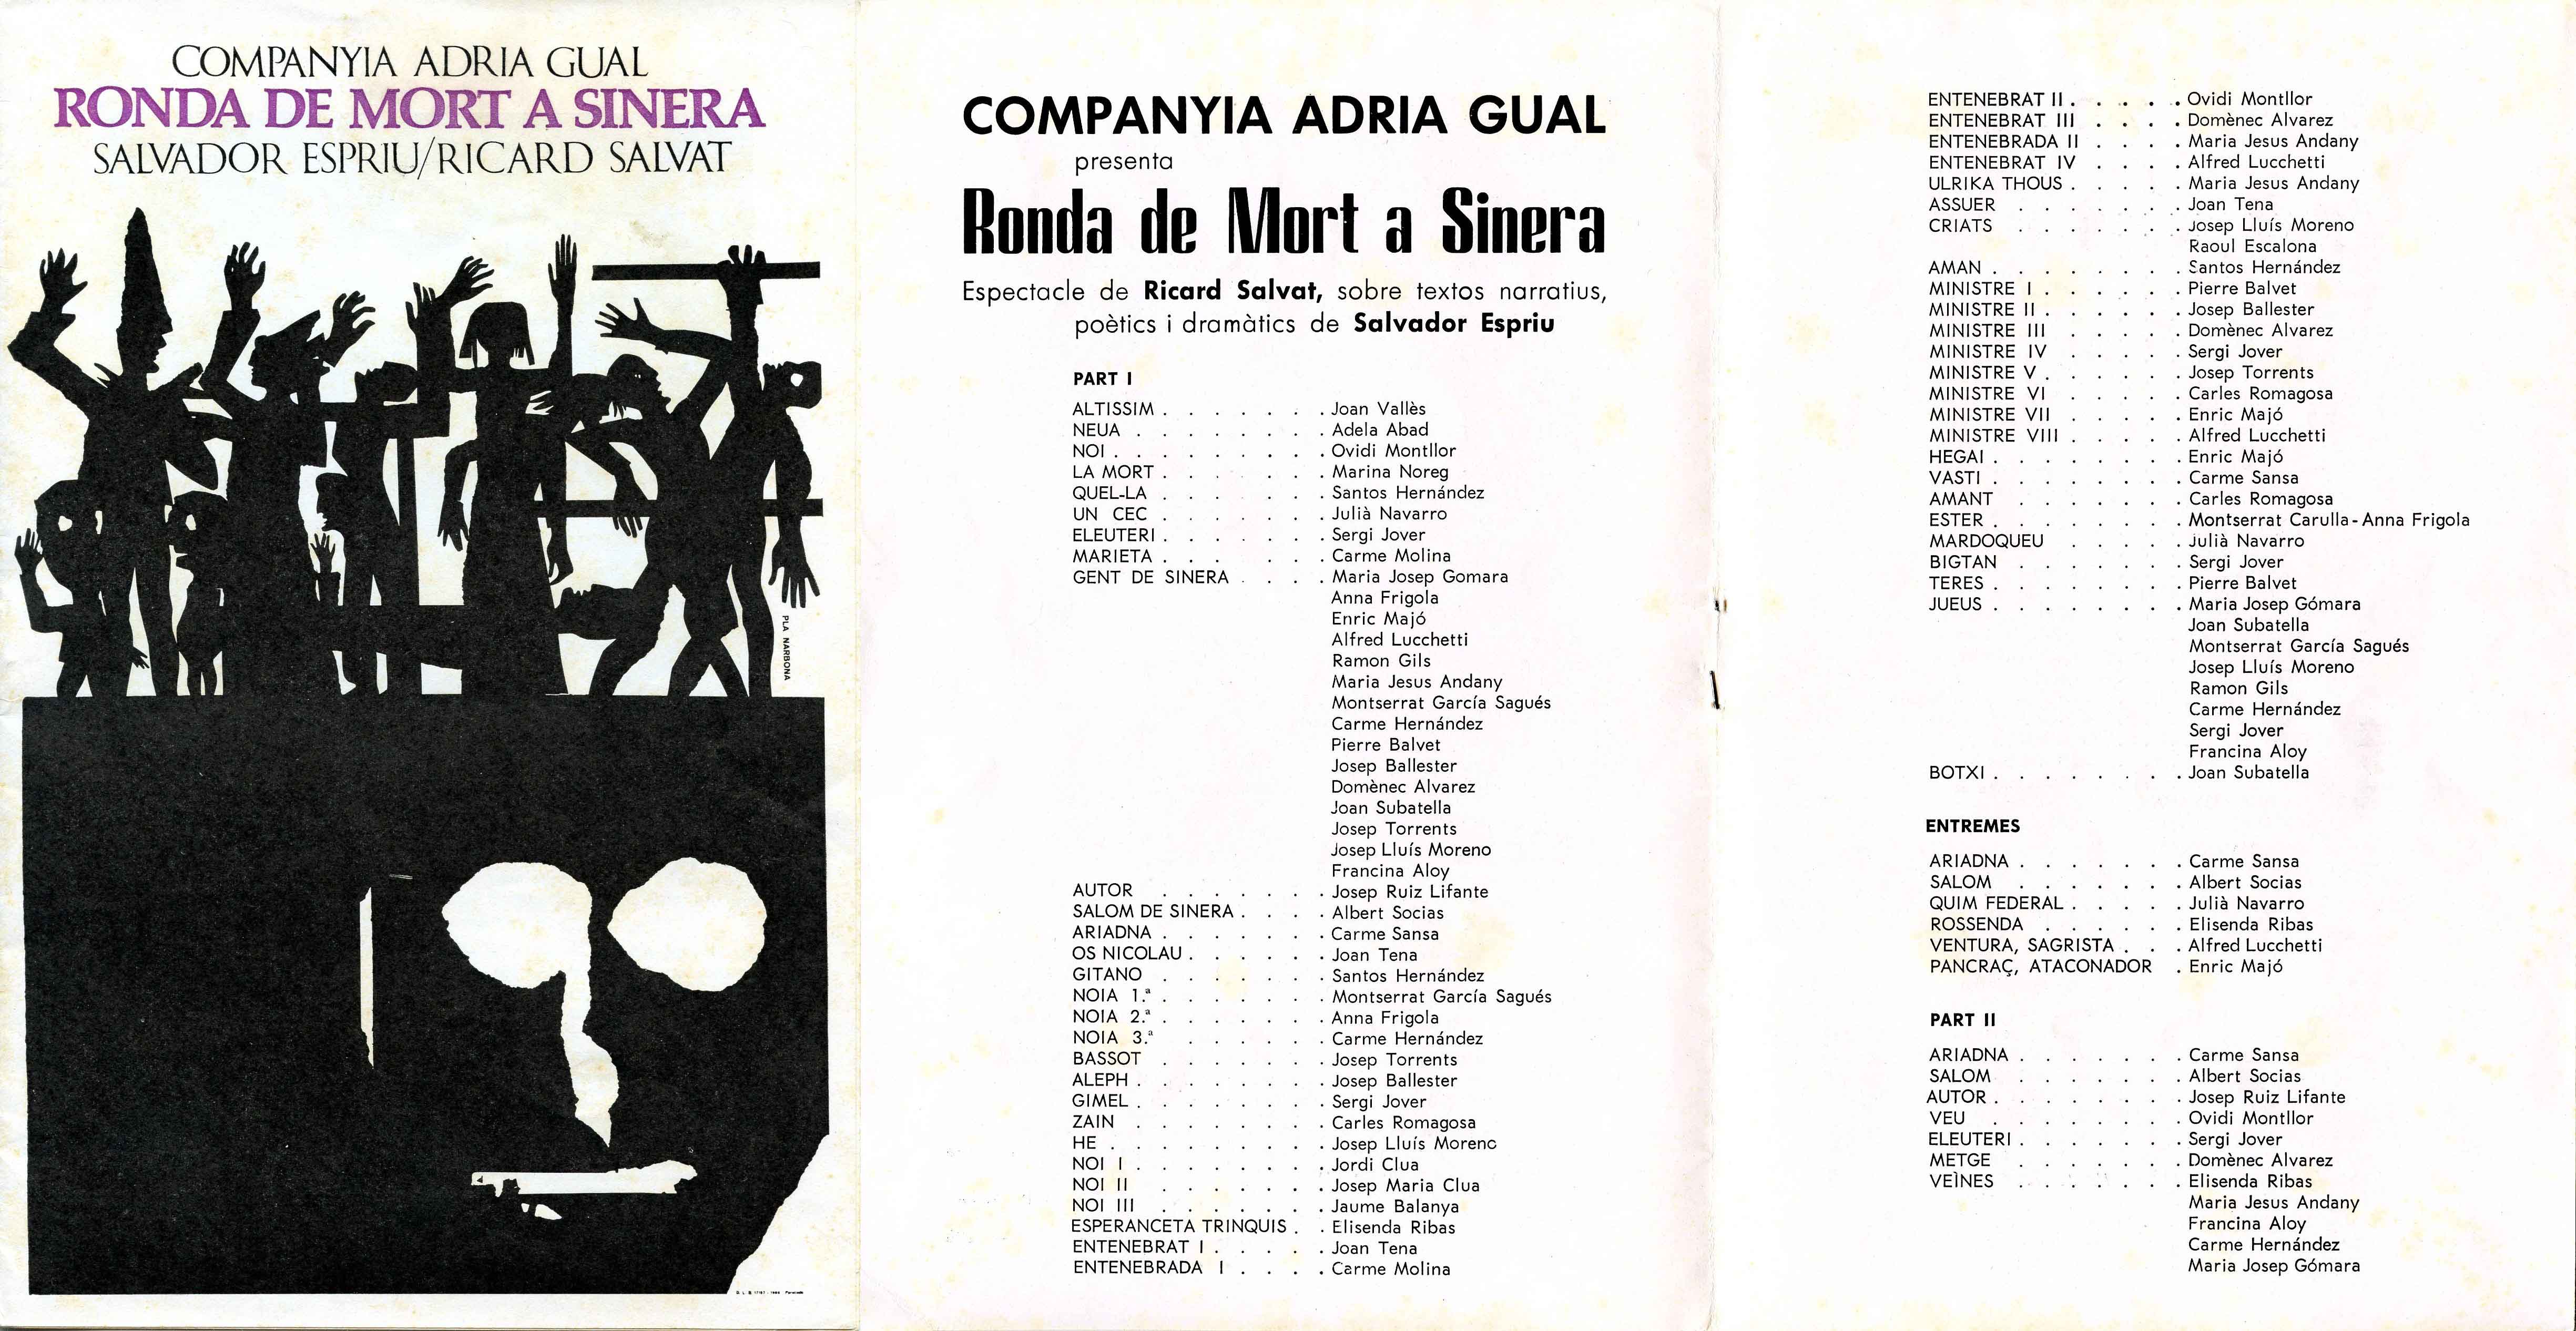 COMPANYIA ADRIA GUAL
RONDA DE MORT A SINERA
SALVADOR ESPRIU/RICARD SALVAT
PLA NARBONA
COMPANYIA ADRIA GUAL
presenta
Ronda de Mort a Sinera
Espectacle de Ricard Salvat, sobre textos narratius,
poètics i dramàtics de Salvador Espriu
PART I
ALTISSIM . . . . . . . Joan Vallès
NEUA . . . . . . . . Adela Abad
NOI . . . . . . . . . Ovidi Montllor
LA MORT . . . . . . . Marina Noreg
QUEL-LA . . . . . . . Santos Hernández
UN CEC . . . . . . . Julià Navarro
ELEUTERI . . . . . . . Sergi Jover
MARIETA . . . . . . Carme Molina
GENT DE SINERA . . . . Maria Josep Gomara
Anna Frigola
Enric Majó
Alfred Lucchetti
Ramon Gils
Maria Jesus Andany
Montserrat García Sagués
Carme Hernández
Pierre Balvet
Josep Ballester
Domènec Alvarez
Joan Subatella
Josep Torrents
Josep Lluís Moreno
Francina Aloy
AUTOR . . . . . . . Josep Ruiz Lifante
SALOM DE SINERA . . . . Albert Socias
ARIADNA . . . . . . . Carme Sansa
OS NICOLAU . . . . . . Joan Tena
GITANO . . . . . . . Santos Hernández
NOIA 1.ª . . . . . . . Montserrat García Sagués
NOIA 2.ª . . . . . . . Anna Frigola
NOIA 3.ª . . . . . . Carme Hernández
BASSOT . . . . . . . Josep Torrents
ALEPH . . . . . . . . Josep Ballester
GIMEL . . . . . . . . Sergi Jover
ZAIN . . . . . . . . Carles Romagosa
HE . . . . . . . . . Josep Lluís Moreno
NOI I . . . . . . . . Jordi Clua
NOI II . . . . . . . Josep Maria Clua
NOI III . . . . . . . Jaume Balanya
ESPERANCETA TRINQUIS . . Elisenda Ribas
ENTENEBRAT I . . . . . Joan Tena
ENTENEBRADA I . . . . Carme Molina
ENTENEBRAT II . . . . . Ovidi Montllor
ENTENEBRAT III . . . . Domènec Alvarez
ENTENEBRADA II . . . . Maria Jesus Andany
ENTENEBRAT IV . . . . Alfred Lucchetti
ULRIKA THOUS . . . . . Maria Jesus Andany
ASSUER . . . . . . . Joan Tena
CRIATS . . . . . . . Josep Lluís Moreno
Raoul Escalona
AMAN . . . . . . . . Santos Hernández
MINISTRE I . . . . . . Pierre Balvet
MINISTRE II . . . . . . Josep Ballester
MINISTRE III . . . . . Domènec Alvarez
MINISTRE IV . . . . . Sergi Jover
MINISTRE V . . . . . . Josep Torrents
MINISTRE VI . . . . . Carles Romagosa
MINISTRE VII . . . . . Enric Majó
MINISTRE VIII . . . . . Alfred Lucchetti
HEGAI . . . . . . . . Enric Majó
VASTI . . . . . . . . Carme Sansa
AMANT . . . . . . . Carles Romagosa
ESTER . . . . . . . . Montserrat Carulla - Anna Frigola
MARDOQUEU . . . . . Julià Navarro
BIGTAN . . . . . . . Sergi Jover
TERES . . . . . . . . Pierre Balvet
JUEUS . . . . . . . . Maria Josep Gómara
Joan Subatella
Montserrat García Sagués
Josep Lluís Moreno
Ramon Gils
Carme Hernández
Sergi Jover
Francina Aloy
BOTXI . . . . . . . . Joan Subatella
ENTREMES
ARIADNA . . . . . . . Carme Sansa
SALOM . . . . . . . Albert Socias
QUIM FEDERAL . . . . . Julià Navarro
ROSSENDA . . . . . . Elisenda Ribas
VENTURA, SAGRISTA . . . Alfred Lucchetti
PANCRAÇ, ATACONADOR . Enric Majó
PART II
ARIADNA . . . . . . . Carme Sansa
SALOM . . . . . . . Albert Socias
AUTOR . . . . . . . . Josep Ruiz Lifante
VEU . . . . . . . . Ovidi Montllor
ELEUTERI . . . . . . . Sergi Jover
METGE . . . . . . . Domènec Alvarez
VEÌNES . . . . . . . Elisenda Ribas
Maria Jesus Andany
Francina Aloy
Carme Hernández
Maria Josep Gómara